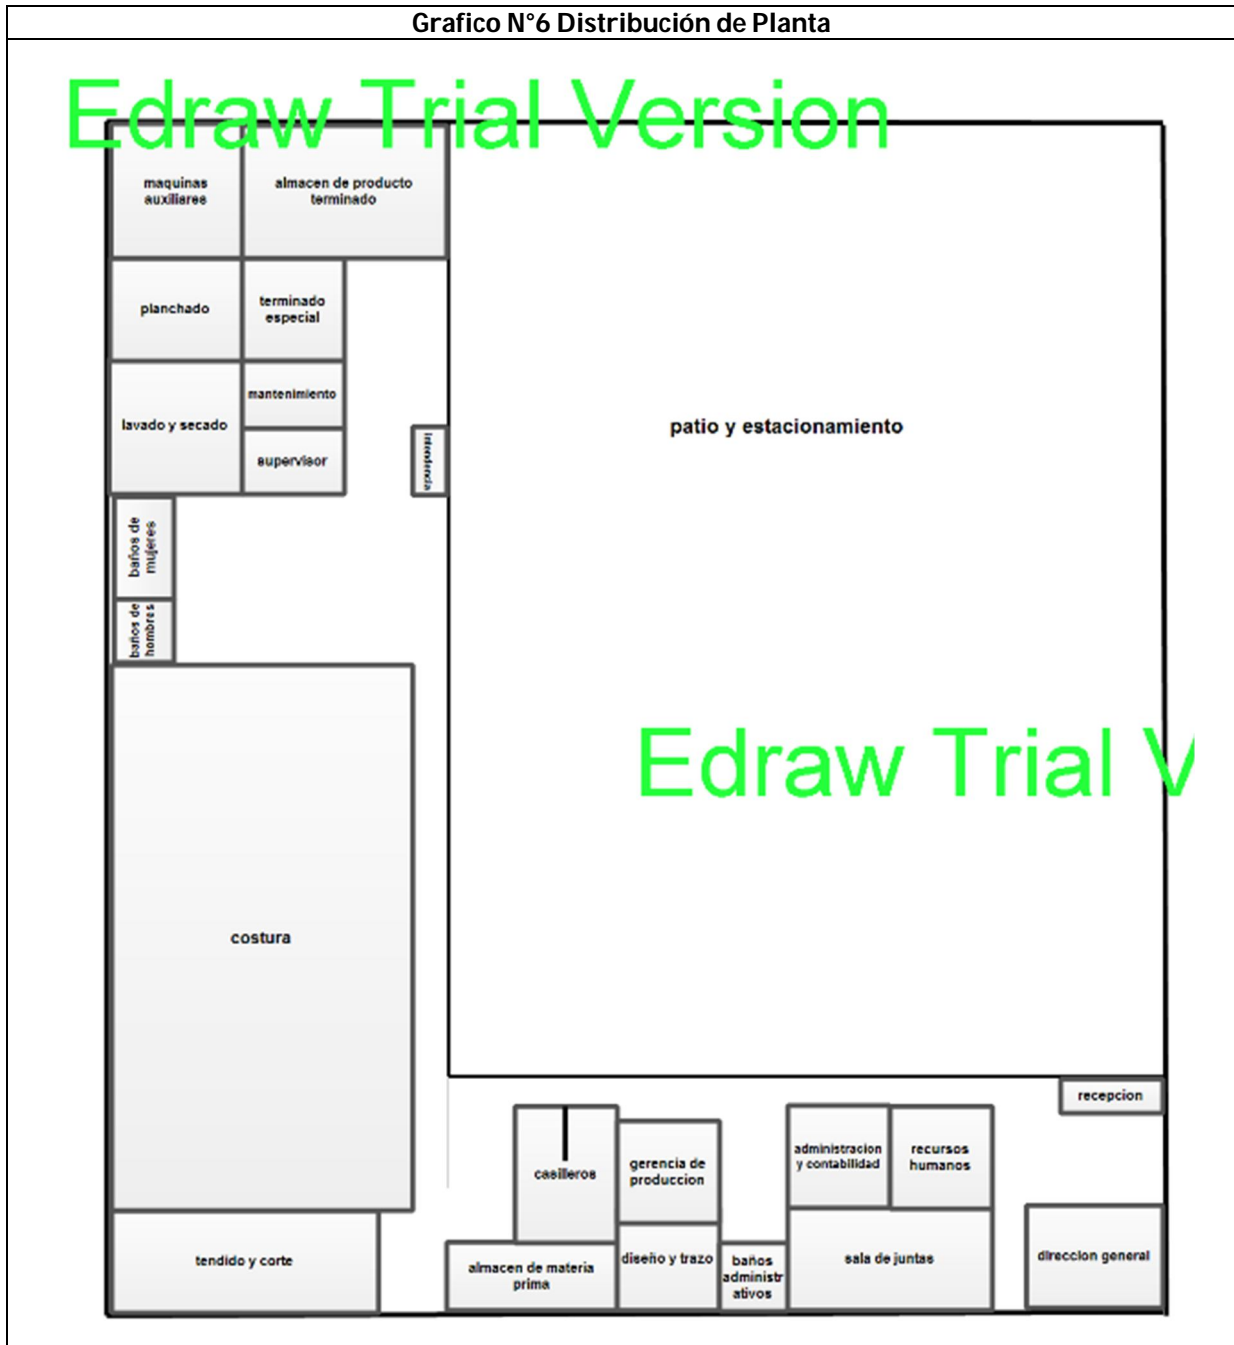 Grafico N°6 Distribución de Planta
Edraw Trial Version
maquinas
auxiliares
almacen de producto
terminado
planchado
terminado
especial
mantenimiento
lavado y secado
supervisor
intendencia
patio y estacionamiento
baños de
mujeres
baños de
hombres
Edraw Trial V
costura
recepcion
casilleros
gerencia de
produccion
administracion
y contabilidad
recursos
humanos
tendido y corte
almacen de materia
prima
diseño y trazo
baños
administr
ativos
sala de juntas
direccion general